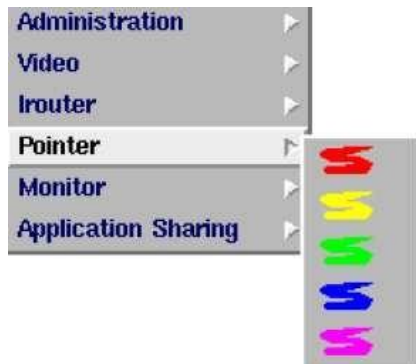 Administration
Video
Irouter
Pointer
Monitor
Application Sharing